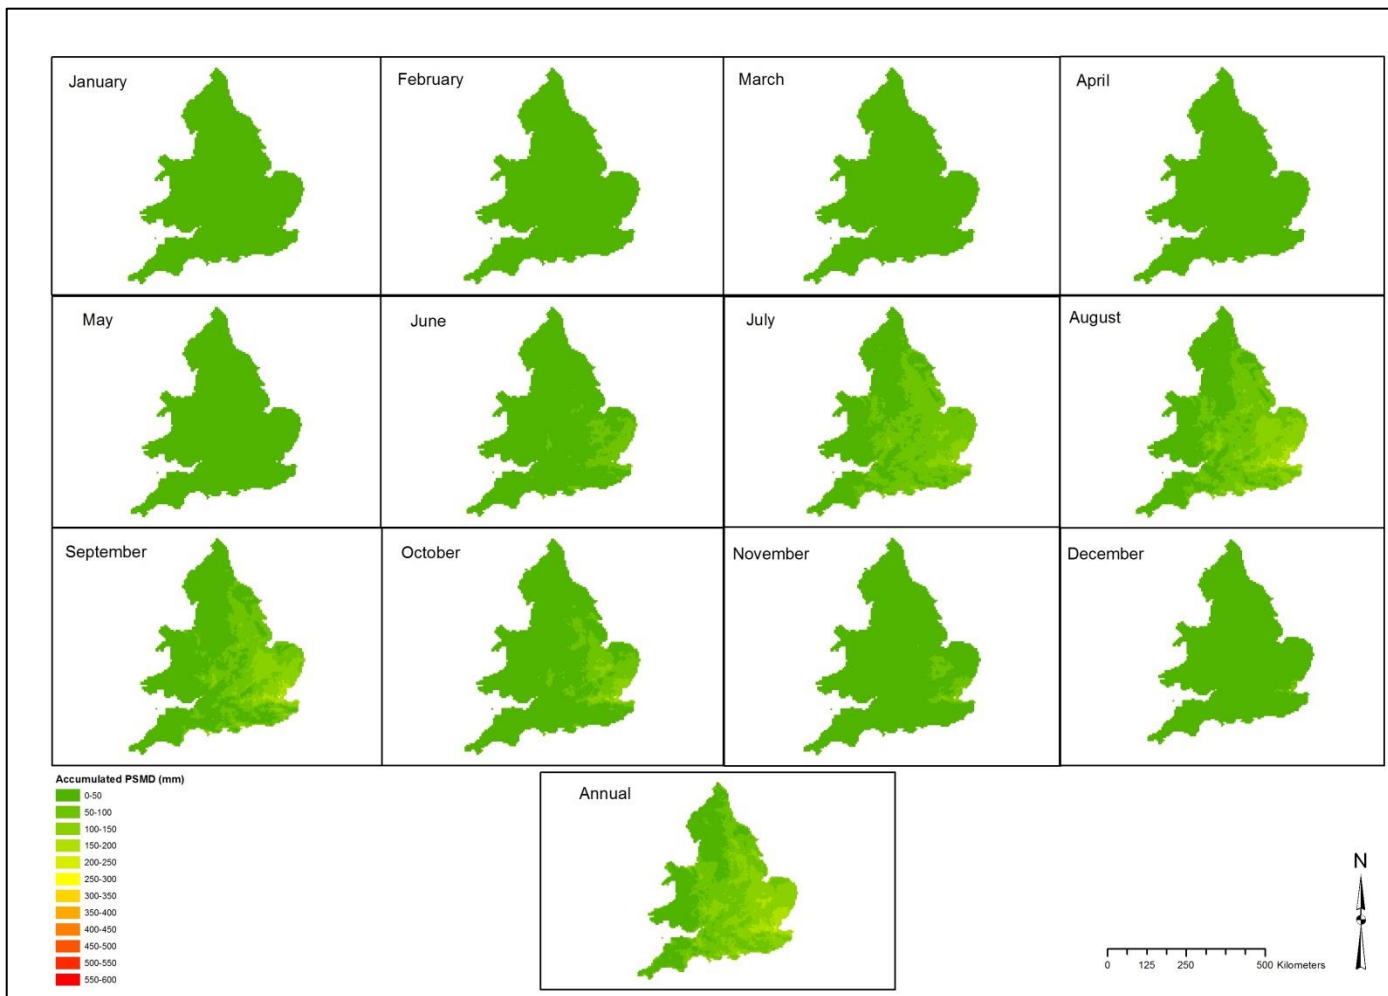 January
February
March
April
May
June
July
August
September
October
November
December
Accumulated PSMD (mm)
0-50
50-100
100-150
150-200
200-250
250-300
300-350
350-400
400-450
450-500
500-550
550-600
Annual
N
0 125 250 500 Kilometers